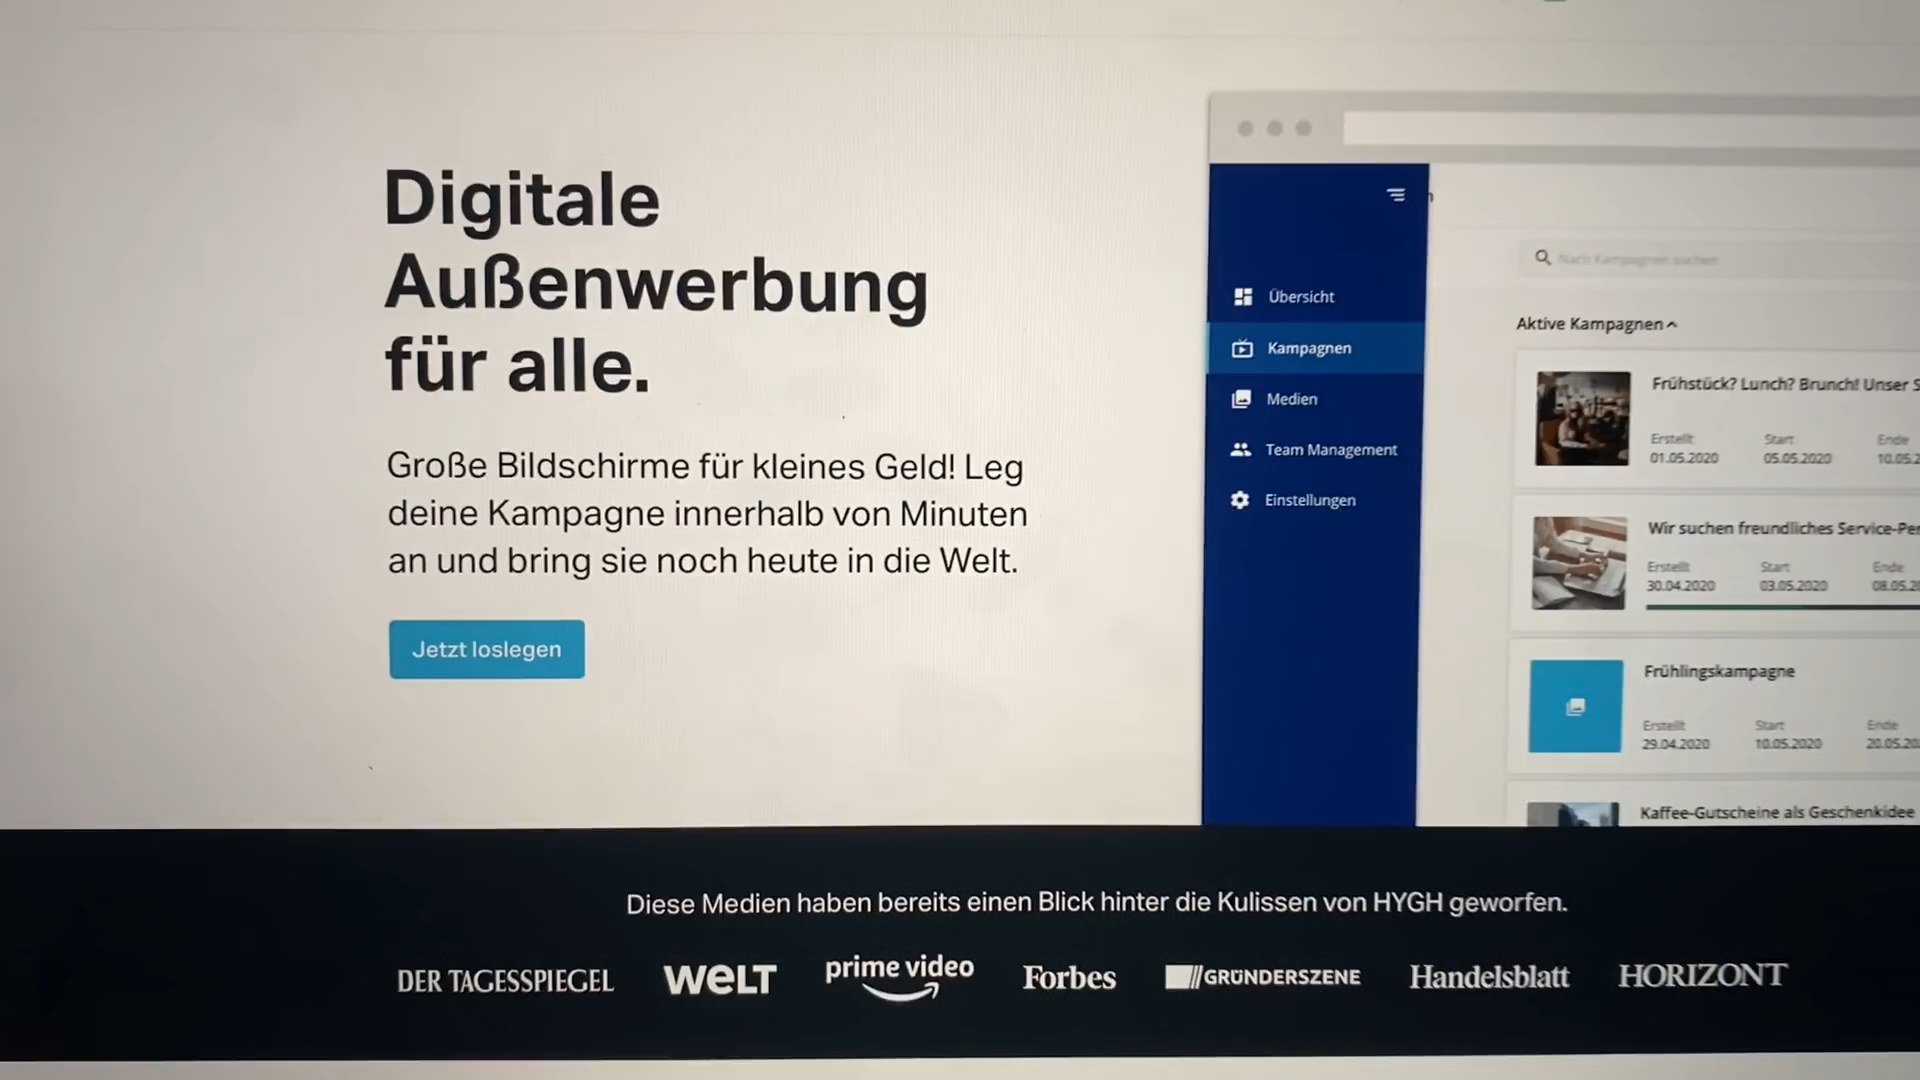 Digitale
Außenwerbung
für alle.
Große Bildschirme für kleines Geld! Leg
deine Kampagne innerhalb von Minuten
an und bring sie noch heute in die Welt.
Jetzt loslegen
Übersicht
Kampagnen
Medien
Team Management
Einstellungen
Nach Kampagnen suchen
Aktive Kampagnen
Frühstück? Lunch? Brunch! Unser
Erstellt Start Ende
01.05.2020 05.05.2020
Wir suchen freundliches
Erstellt Start Ende
30.04.2020 03.05.2020
Frühlingskampagne
Erstellt Start Ende
29.04.2020 10.05.2020
Kaffee-Gutscheine als Geschenkidee
Diese Medien haben bereits einen Blick hinter die Kulissen von HYGH geworfen.
DER TAGESSPIEGEL WELT prime video Forbes GRÜNDERSZENE Handelsblatt HORIZONT